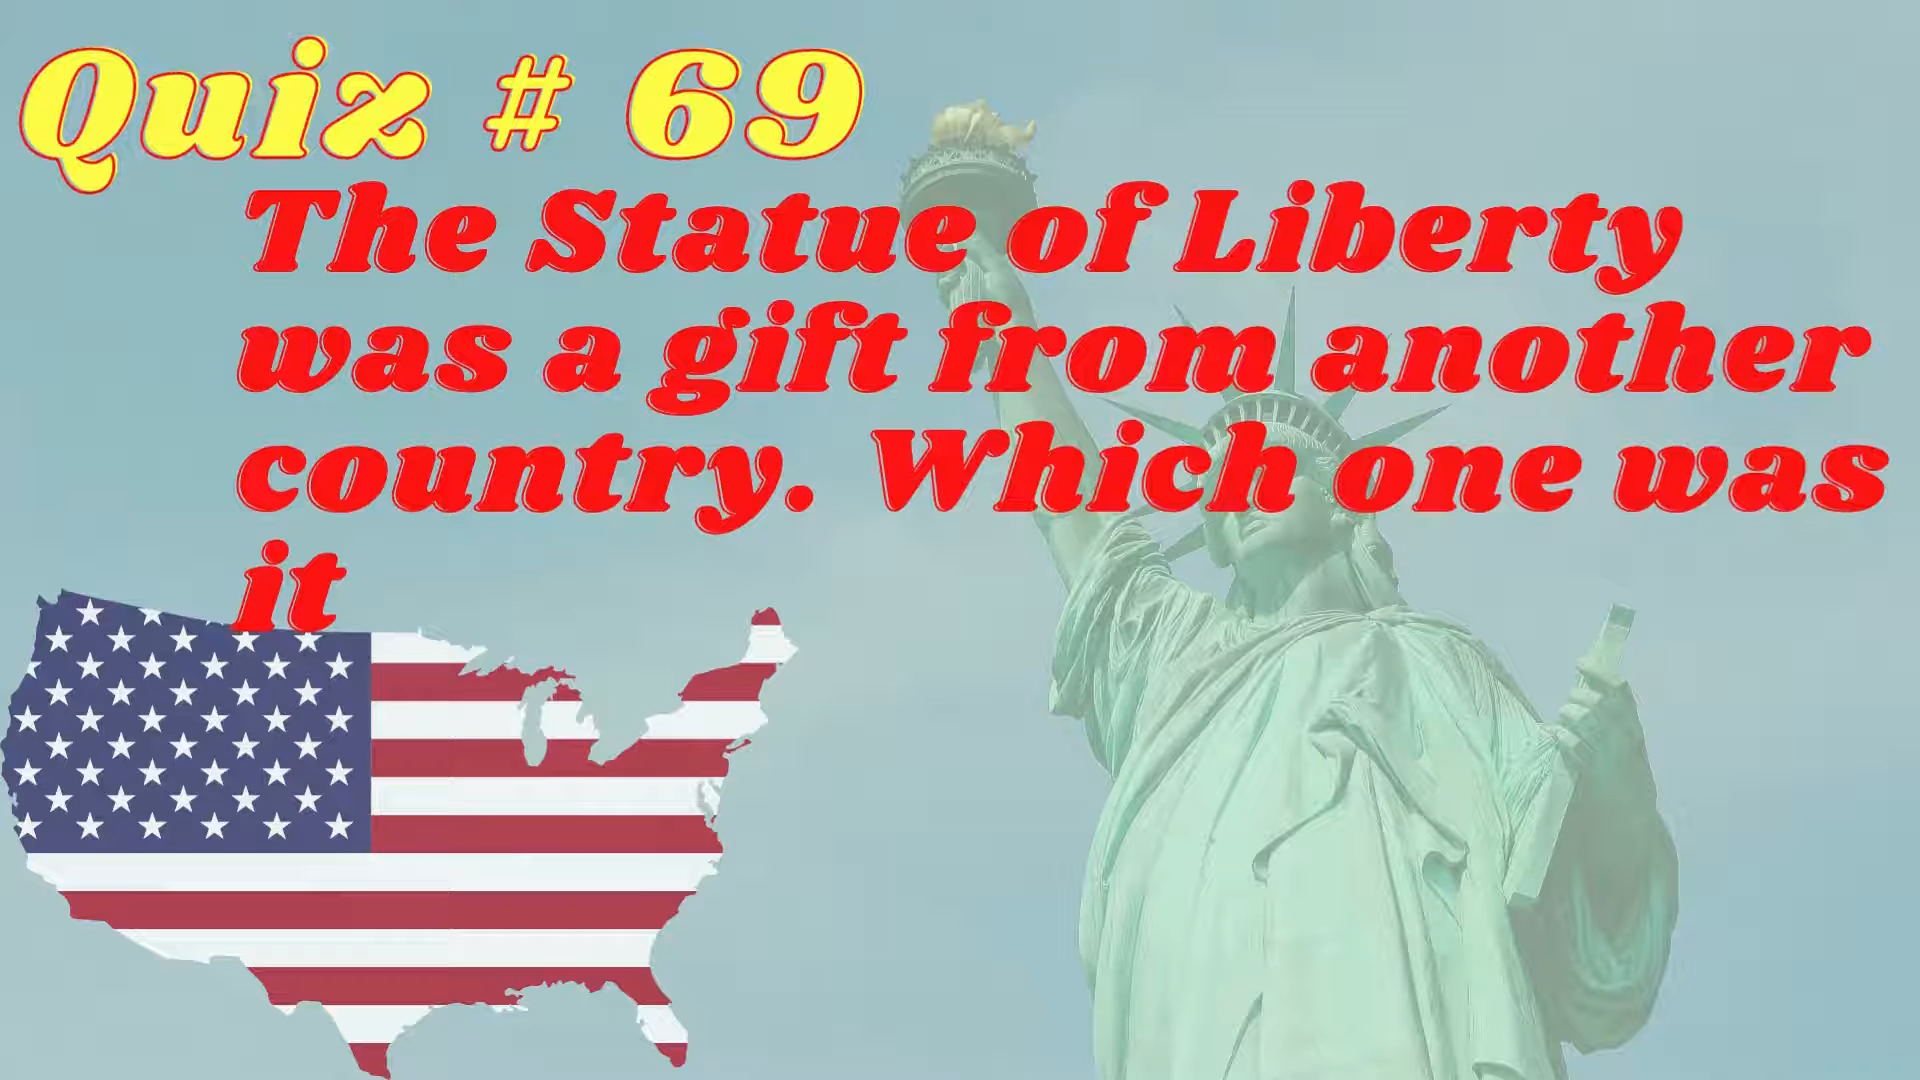 Quiz # 69
The Statue of Liberty
was a gift from another
country. Which one was
it